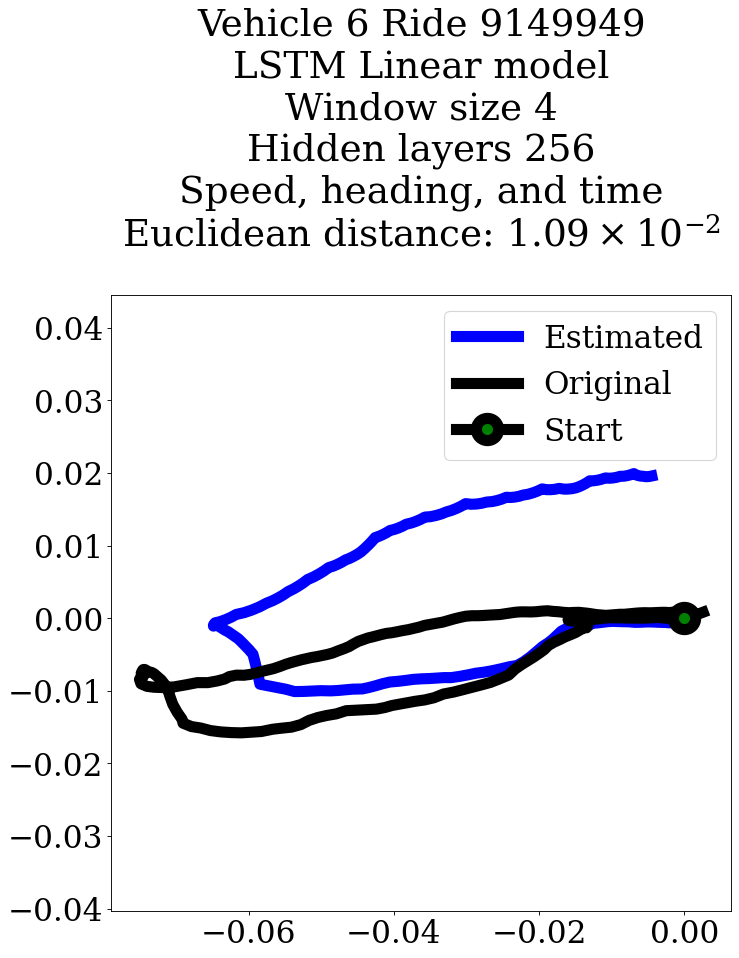 Vehicle 6 Ride 9149949
LSTM Linear model
Window size 4
Hidden layers 256
Speed, heading, and time
Euclidean distance: 1.09 × 10⁻²
Estimated
Original
Start
0.04
0.03
0.02
0.01
0.00
−0.01
−0.02
−0.03
−0.04
−0.06 −0.04 −0.02 0.00